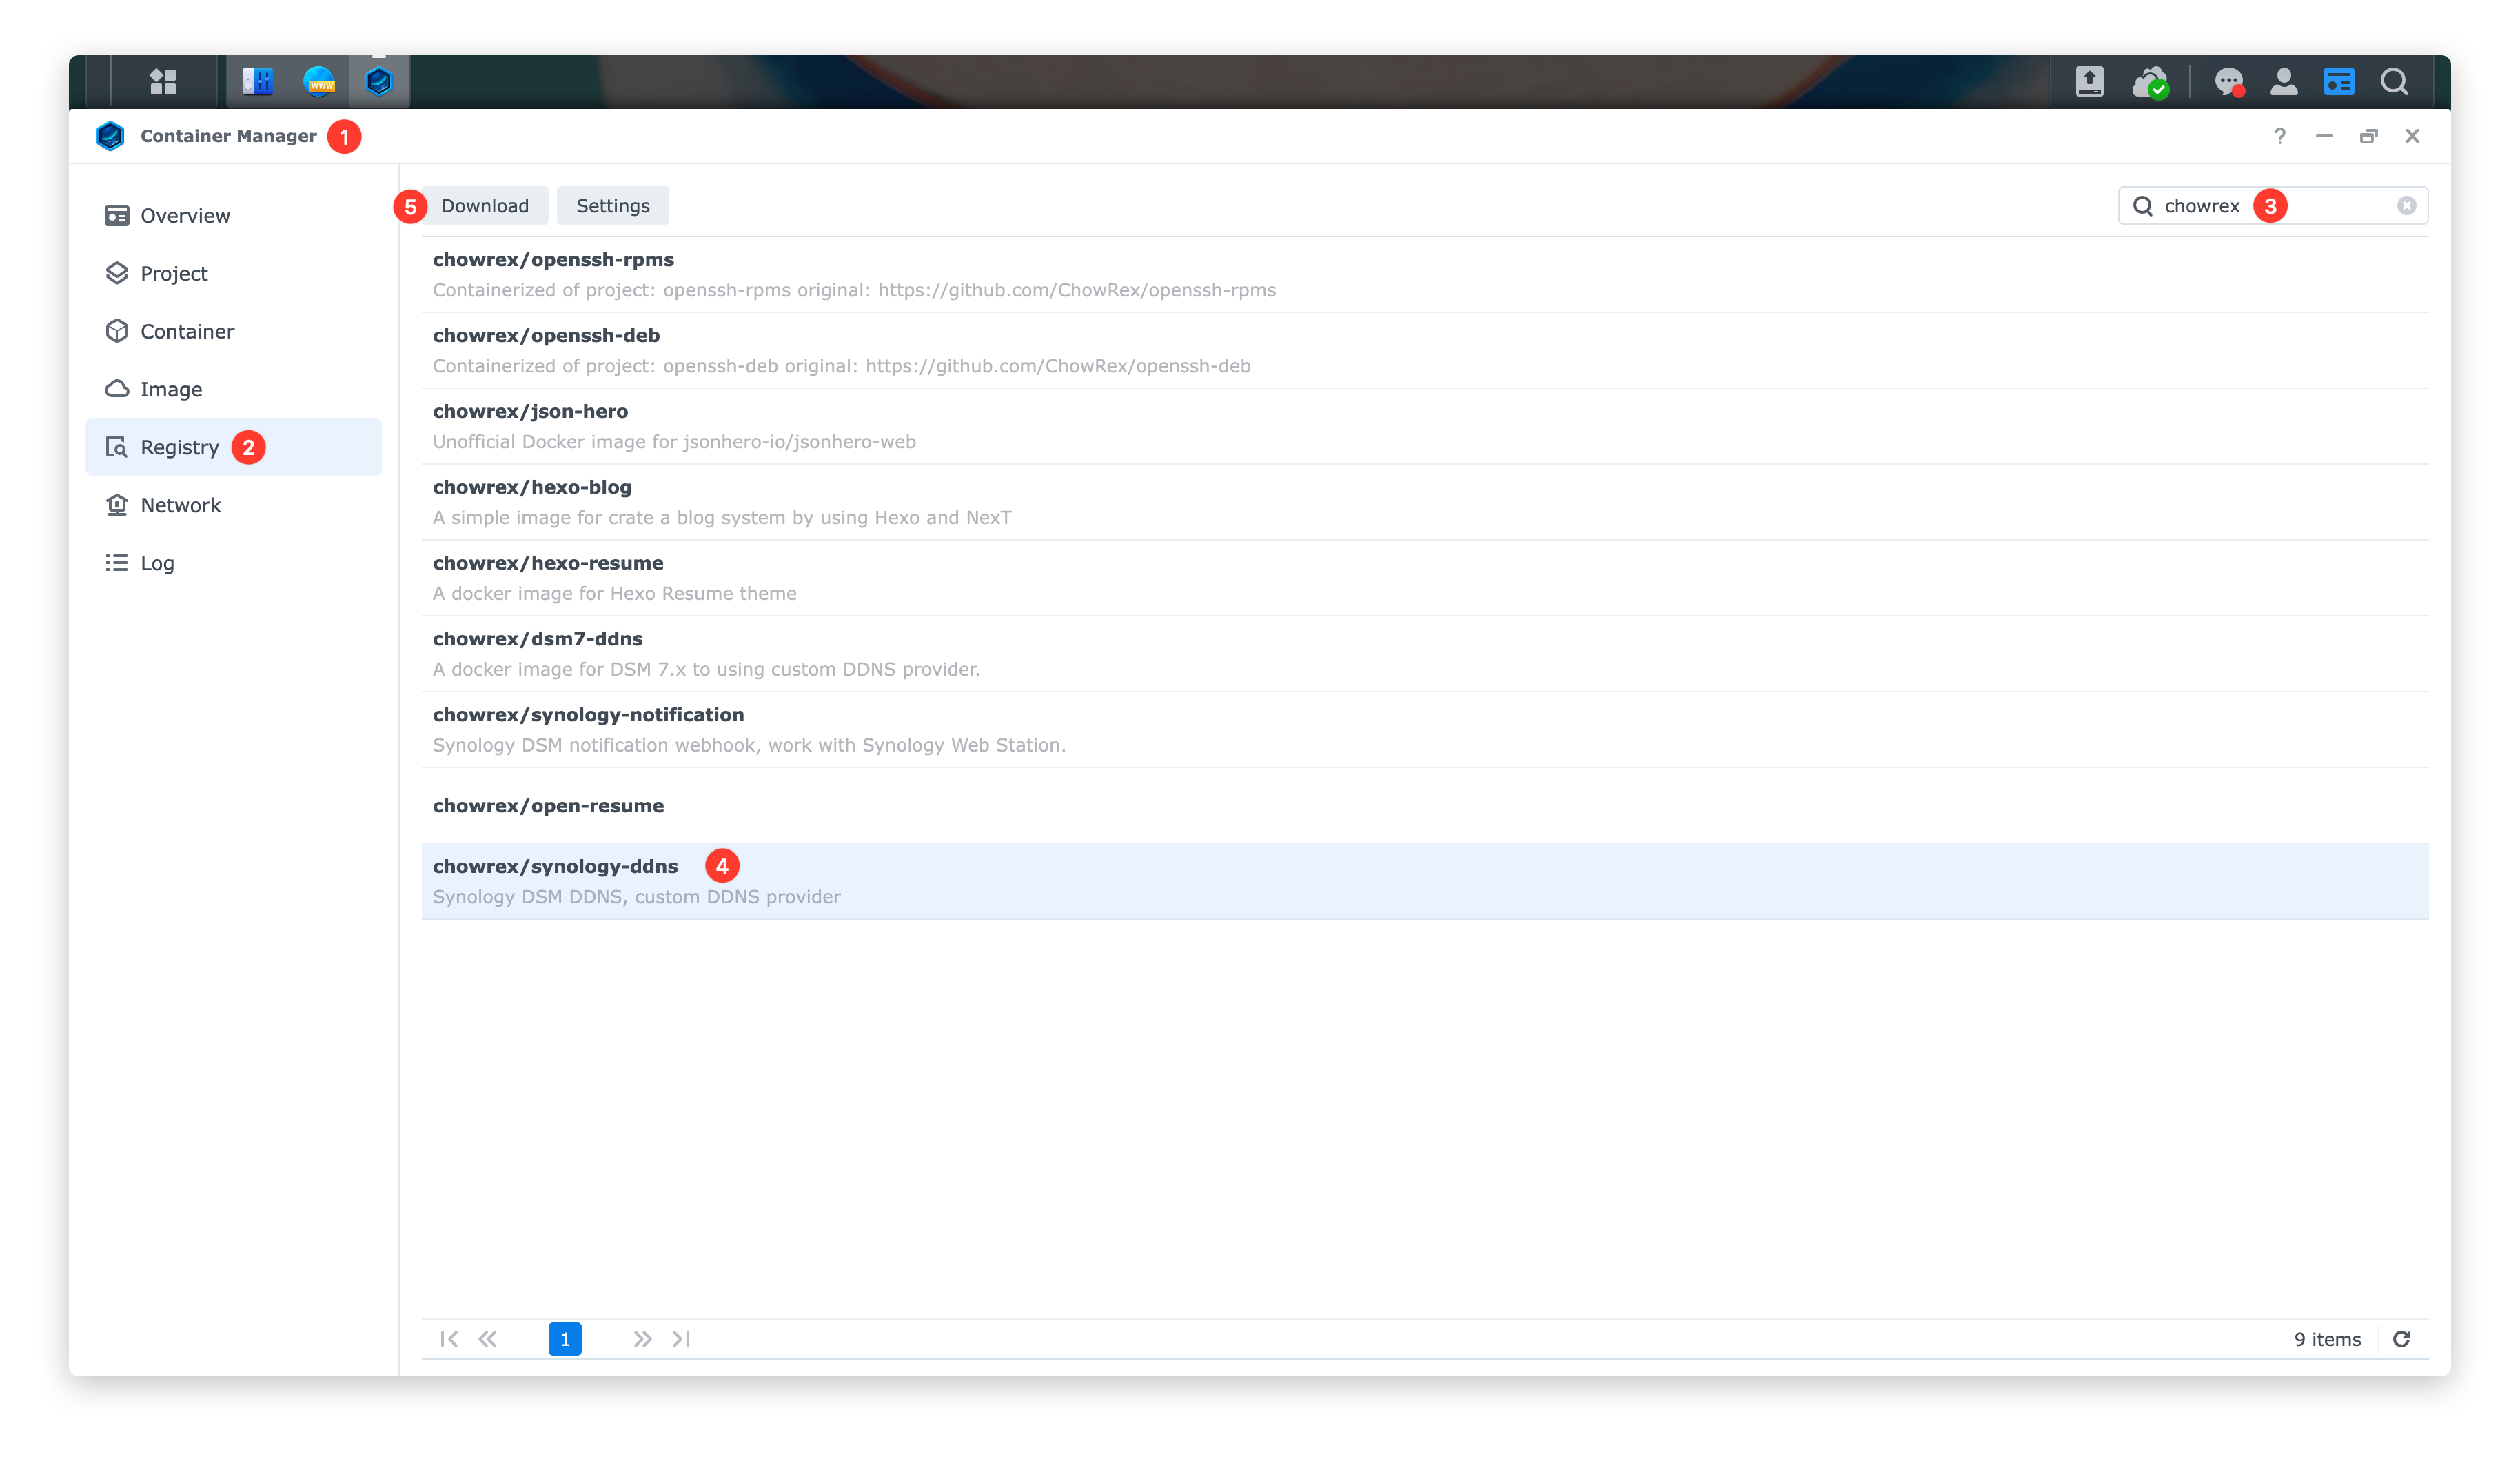 www
Container Manager 1
Overview
Project
Container
Image
Registry 2
Network
Log
5 Download Settings chowrex 3
chowrex/openssh-rpms
Containerized of project: openssh-rpms original: https://github.com/ChowRex/openssh-rpms
chowrex/openssh-deb
Containerized of project: openssh-deb original: https://github.com/ChowRex/openssh-deb
chowrex/json-hero
Unofficial Docker image for jsonhero-io/jsonhero-web
chowrex/hexo-blog
A simple image for crate a blog system by using Hexo and NexT
chowrex/hexo-resume
A docker image for Hexo Resume theme
chowrex/dsm7-ddns
A docker image for DSM 7.x to using custom DDNS provider.
chowrex/synology-notification
Synology DSM notification webhook, work with Synology Web Station.
chowrex/open-resume
chowrex/synology-ddns 4
Synology DSM DDNS, custom DDNS provider
1 9 items